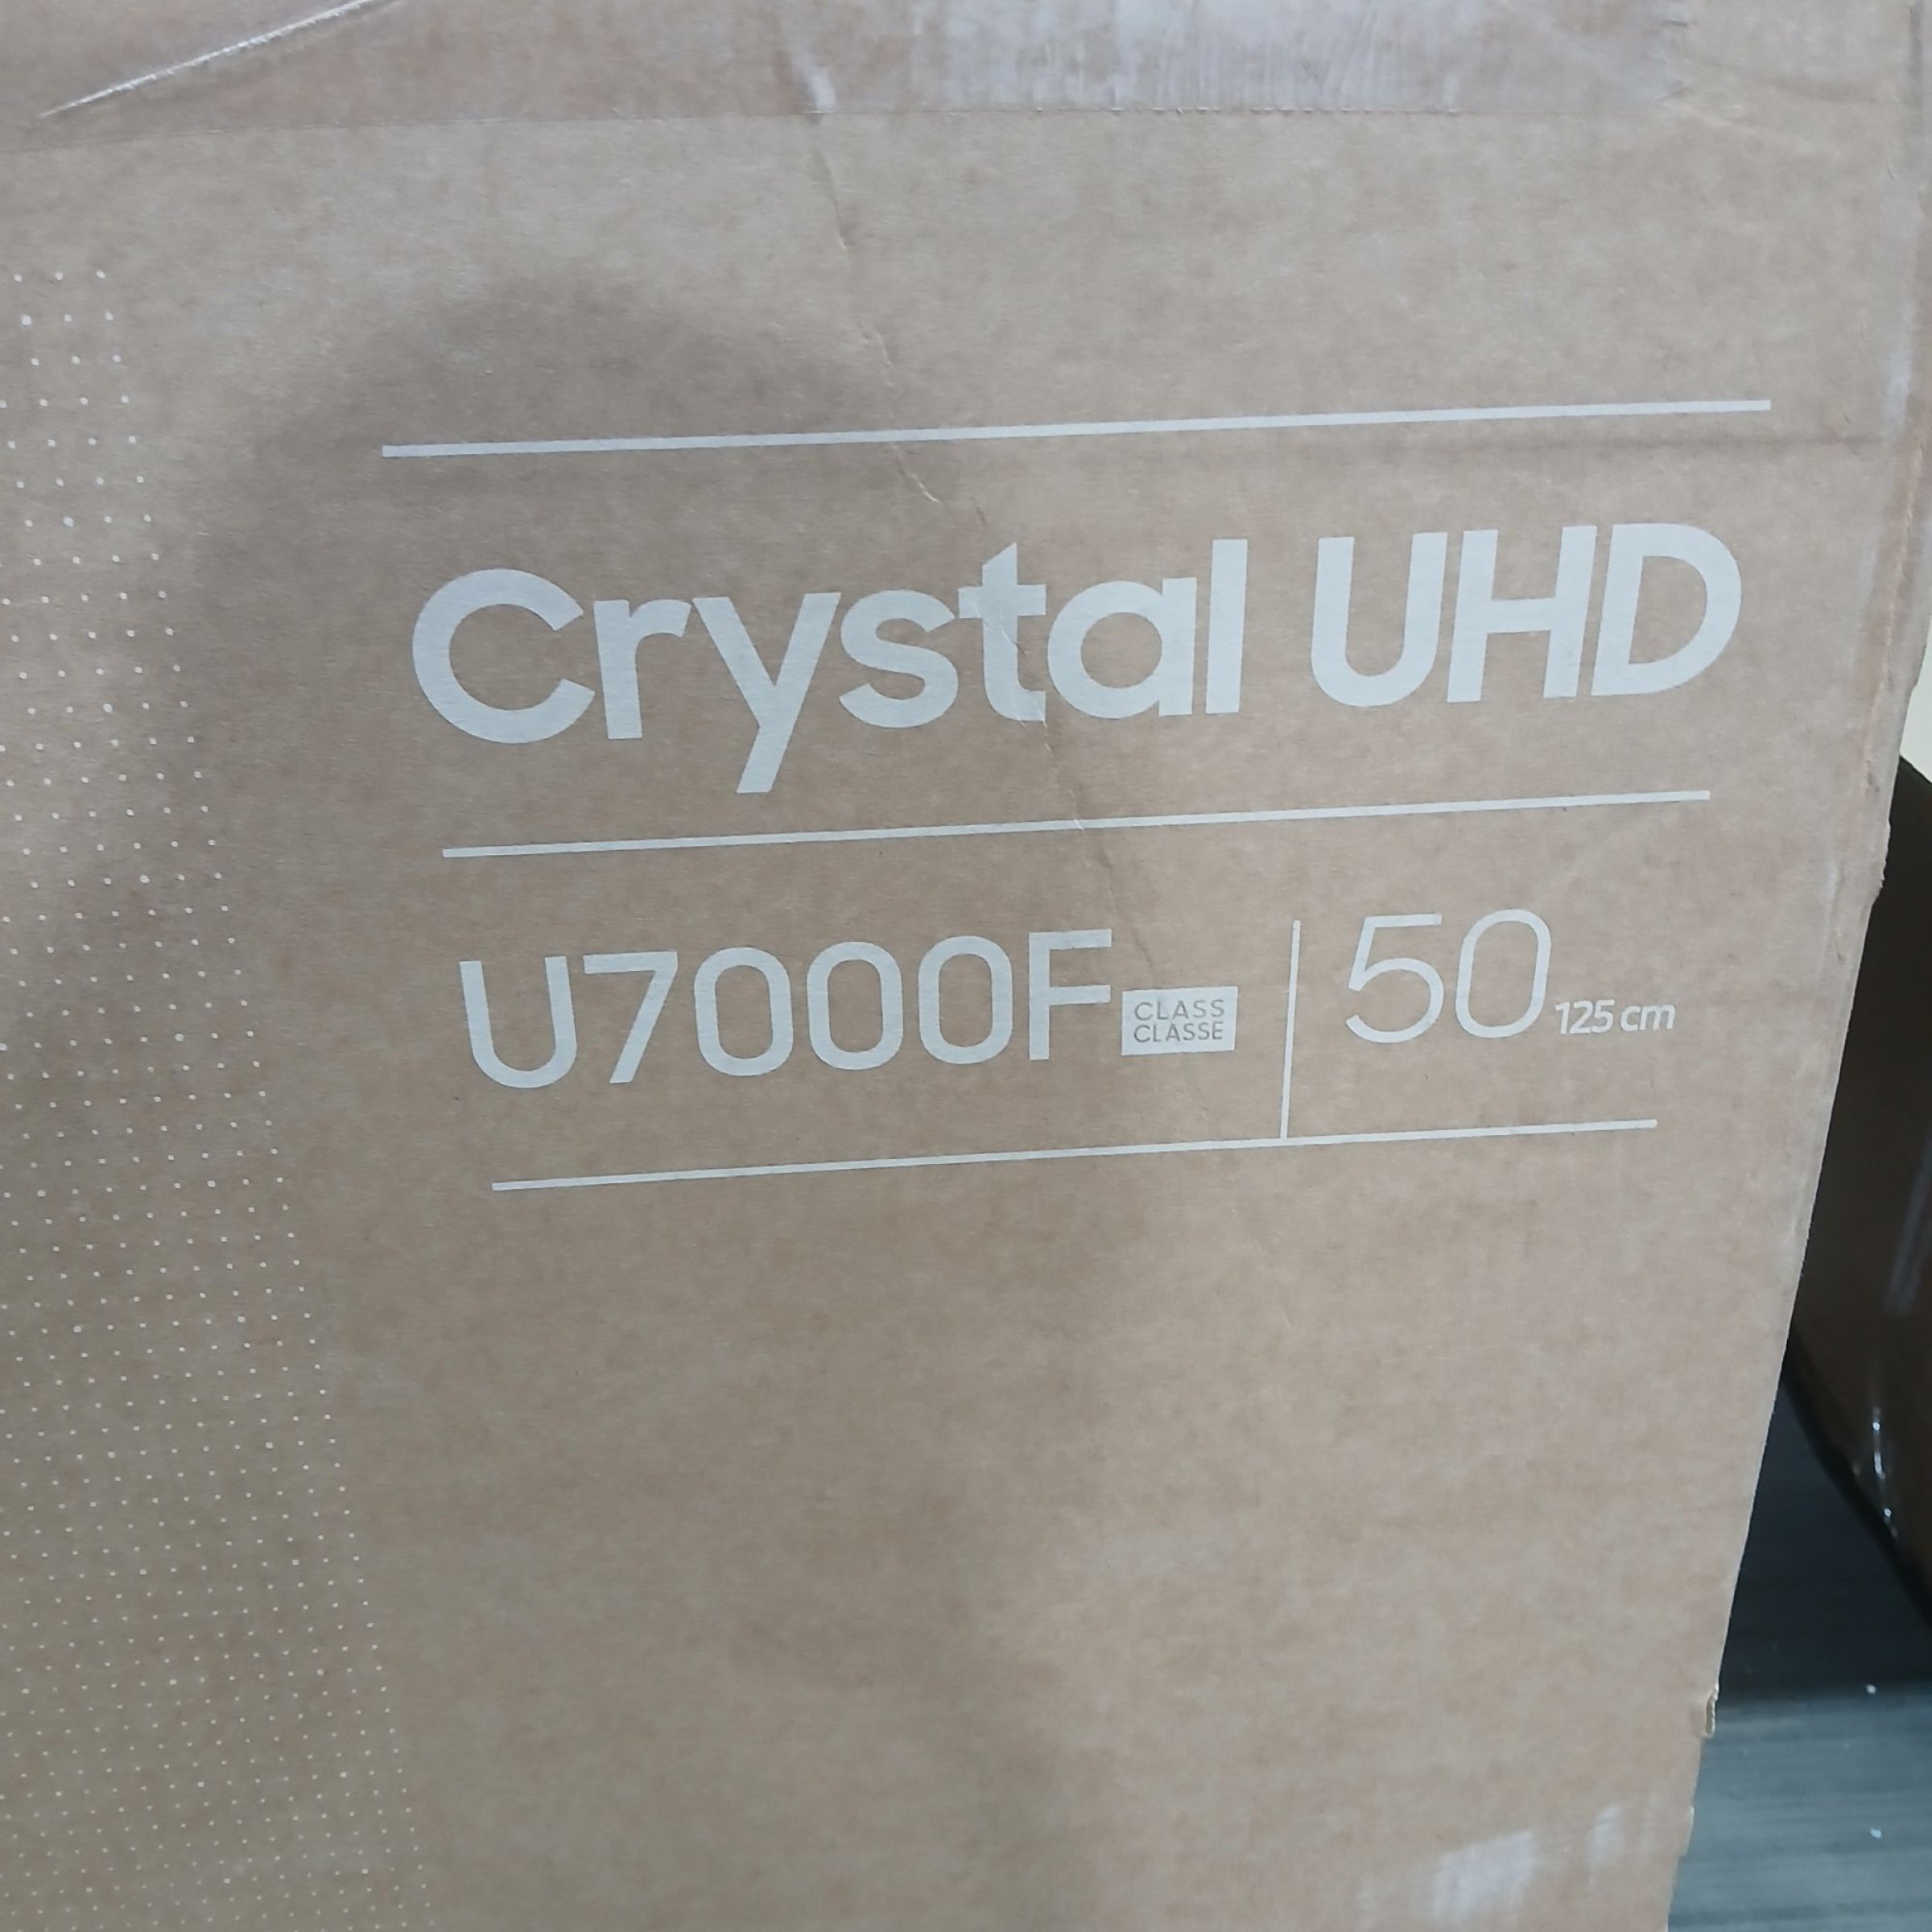 Crystal UHD
U7000F CLASS CLASSE 50 125 cm